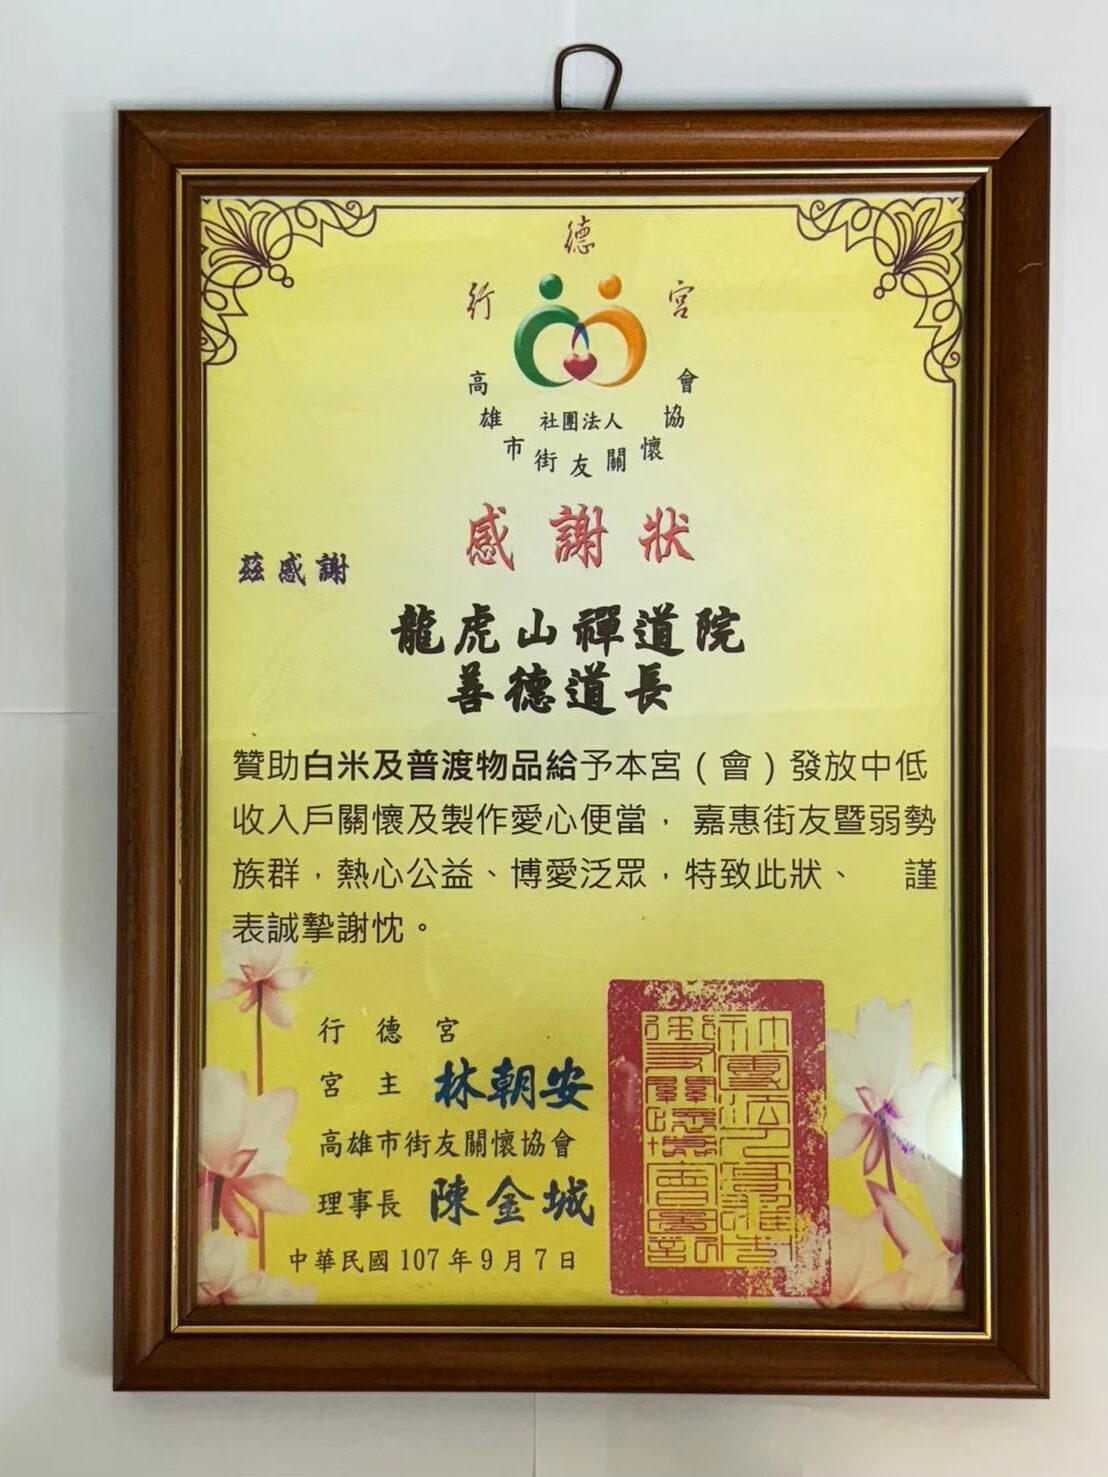 行德宮
社團法人
高雄市街友關懷協會
感謝狀
茲感謝
龍虎山禪道院
善德道長
贊助白米及普渡物品給予本宮（會）發放中低
收入戶關懷及製作愛心便當，嘉惠街友暨弱勢
族群，熱心公益、博愛泛眾，特致此狀、 謹
表誠摯謝忱。
行德宮
宮主 林朝安
高雄市街友關懷協會
理事長 陳金城
中華民國107年9月7日